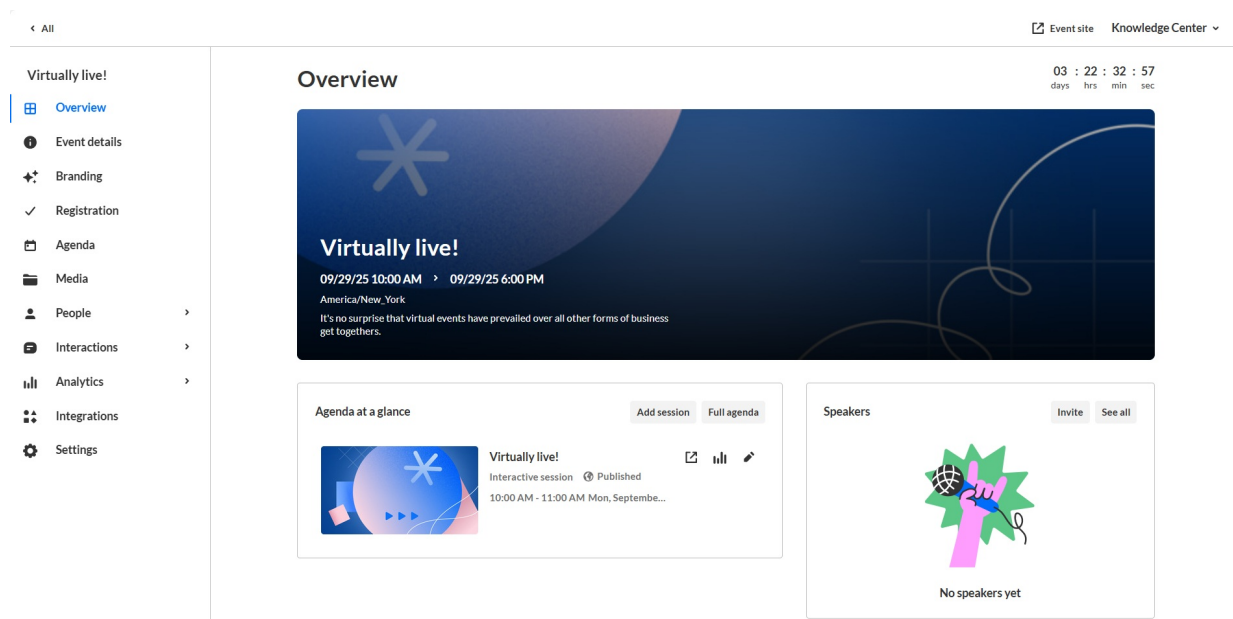 All
Event site
Knowledge Center
Virtually live!
Overview
Event details
Branding
Registration
Agenda
Media
People
Interactions
Analytics
Integrations
Settings
Overview
03 : 22 : 32 : 57
days hrs min sec
Virtually live!
09/29/25 10:00 AM > 09/29/25 6:00 PM
America/New_York
It's no surprise that virtual events have prevailed over all other forms of business
get togethers.
Agenda at a glance
Add session
Full agenda
Virtually live!
Interactive session Published
10:00 AM - 11:00 AM Mon, Septembe...
Speakers
Invite
See all
No speakers yet